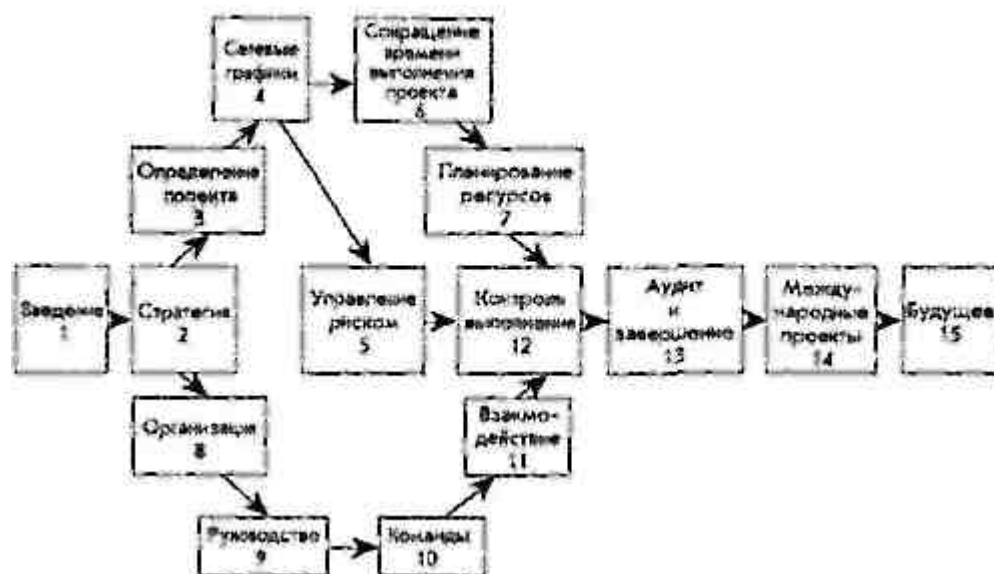 Сетевые
графики
4
Сокращение
времени
выполнения
проекта
6
Определение
проекта
3
Планирование
ресурсов
7
Введение
1
Стратегия
2
Управление
риском
5
Контроль
выполнение
12
Аудит
и
завершение
13
Между-
народные
проекты
14
Будущее
15
Организация
8
Взаимо-
действие
11
Руководство
9
Команды
10